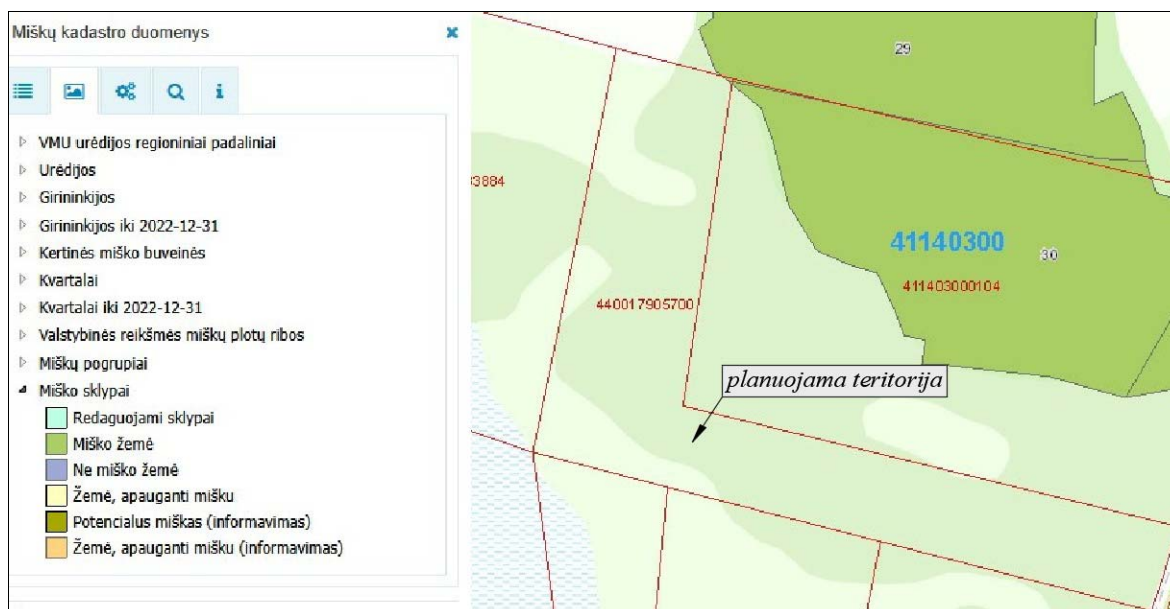 Miškų kadastro duomenys
VMU urėdijos regioniniai padaliniai
Urėdijos
Girininkijos
Girininkijos iki 2022-12-31
Kertinės miško buveinės
Kvartalai
Kvartalai iki 2022-12-31
Valstybinės reikšmės miškų plotų ribos
Miškų pogrupiai
Miško sklypai
Redaguojami sklypai
Miško žemė
Ne miško žemė
Žemė, apauganti mišku
Potencialus miškas (informavimas)
Žemė, apauganti mišku (informavimas)
29
33884
41140300
30
411403000104
440017905700
planuojama teritorija